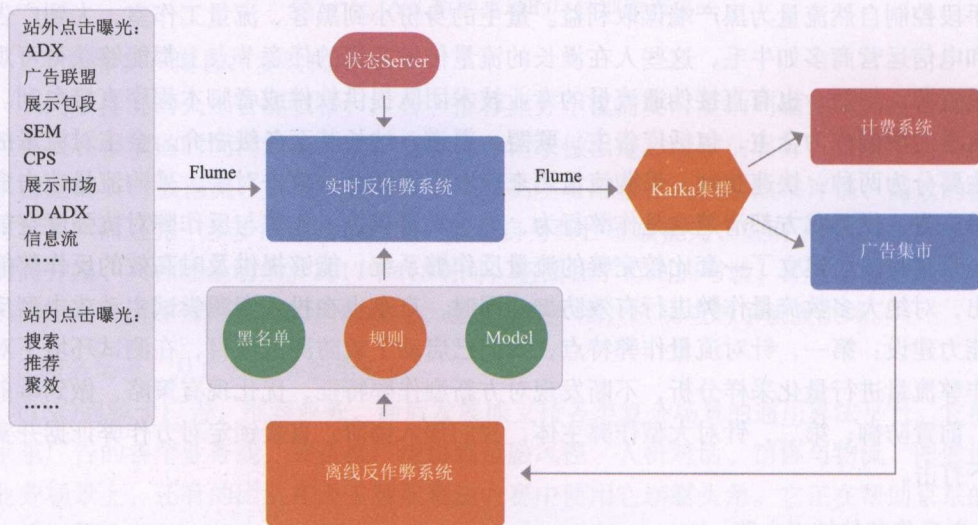 站外点击曝光：
ADX
广告联盟
展示包段
SEM
CPS
展示市场
JD ADX
信息流
……
站内点击曝光：
搜索
推荐
聚效
……
状态Server
Flume
实时反作弊系统
Flume
Kafka集群
计费系统
广告集市
黑名单
规则
Model
离线反作弊系统